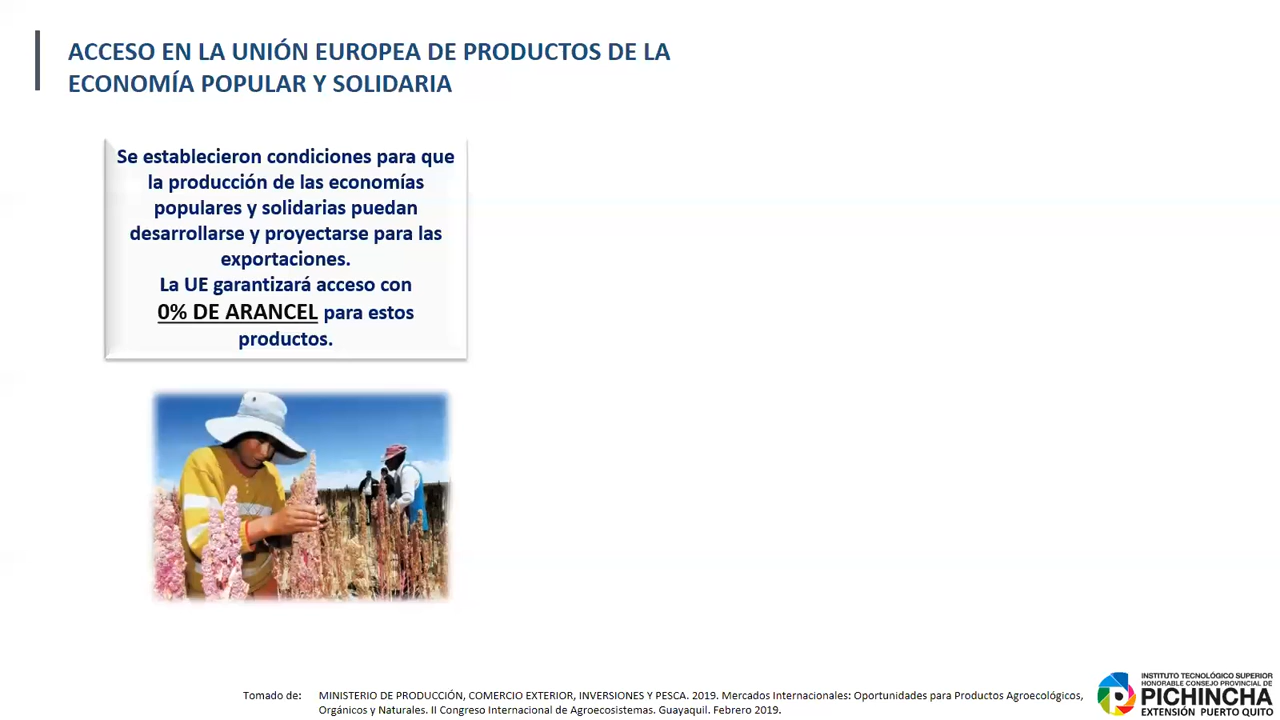 ACCESO EN LA UNIÓN EUROPEA DE PRODUCTOS DE LA
ECONOMÍA POPULAR Y SOLIDARIA
Se establecieron condiciones para que
la producción de las economías
populares y solidarias puedan
desarrollarse y proyectarse para las
exportaciones.
La UE garantizará acceso con
0% DE ARANCEL para estos
productos.
Tomado de: MINISTERIO DE PRODUCCIÓN, COMERCIO EXTERIOR, INVERSIONES Y PESCA. 2019. Mercados Internacionales: Oportunidades para Productos Agroecológicos,
Orgánicos y Naturales. II Congreso Internacional de Agroecosistemas. Guayaquil. Febrero 2019.
INSTITUTO TECNOLÓGICO SUPERIOR
HONORABLE CONSEJO PROVINCIAL DE
PICHINCHA
EXTENSIÓN PUERTO QUITO